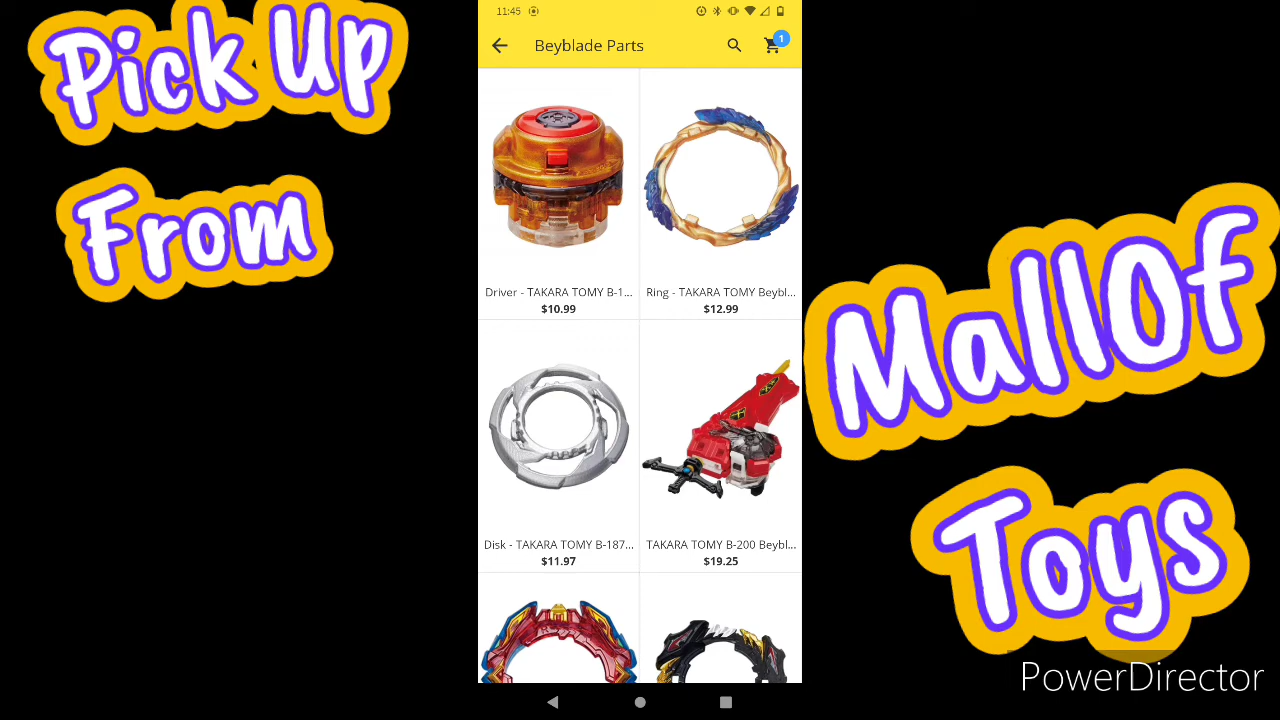 Pick Up
From
11:45
Beyblade Parts
1
Driver - TAKARA TOMY B-1...
$10.99
Ring - TAKARA TOMY Beybl...
$12.99
Disk - TAKARA TOMY B-187...
$11.97
TAKARA TOMY B-200 Beybl...
$19.25
MallOf
Toys
PowerDirector